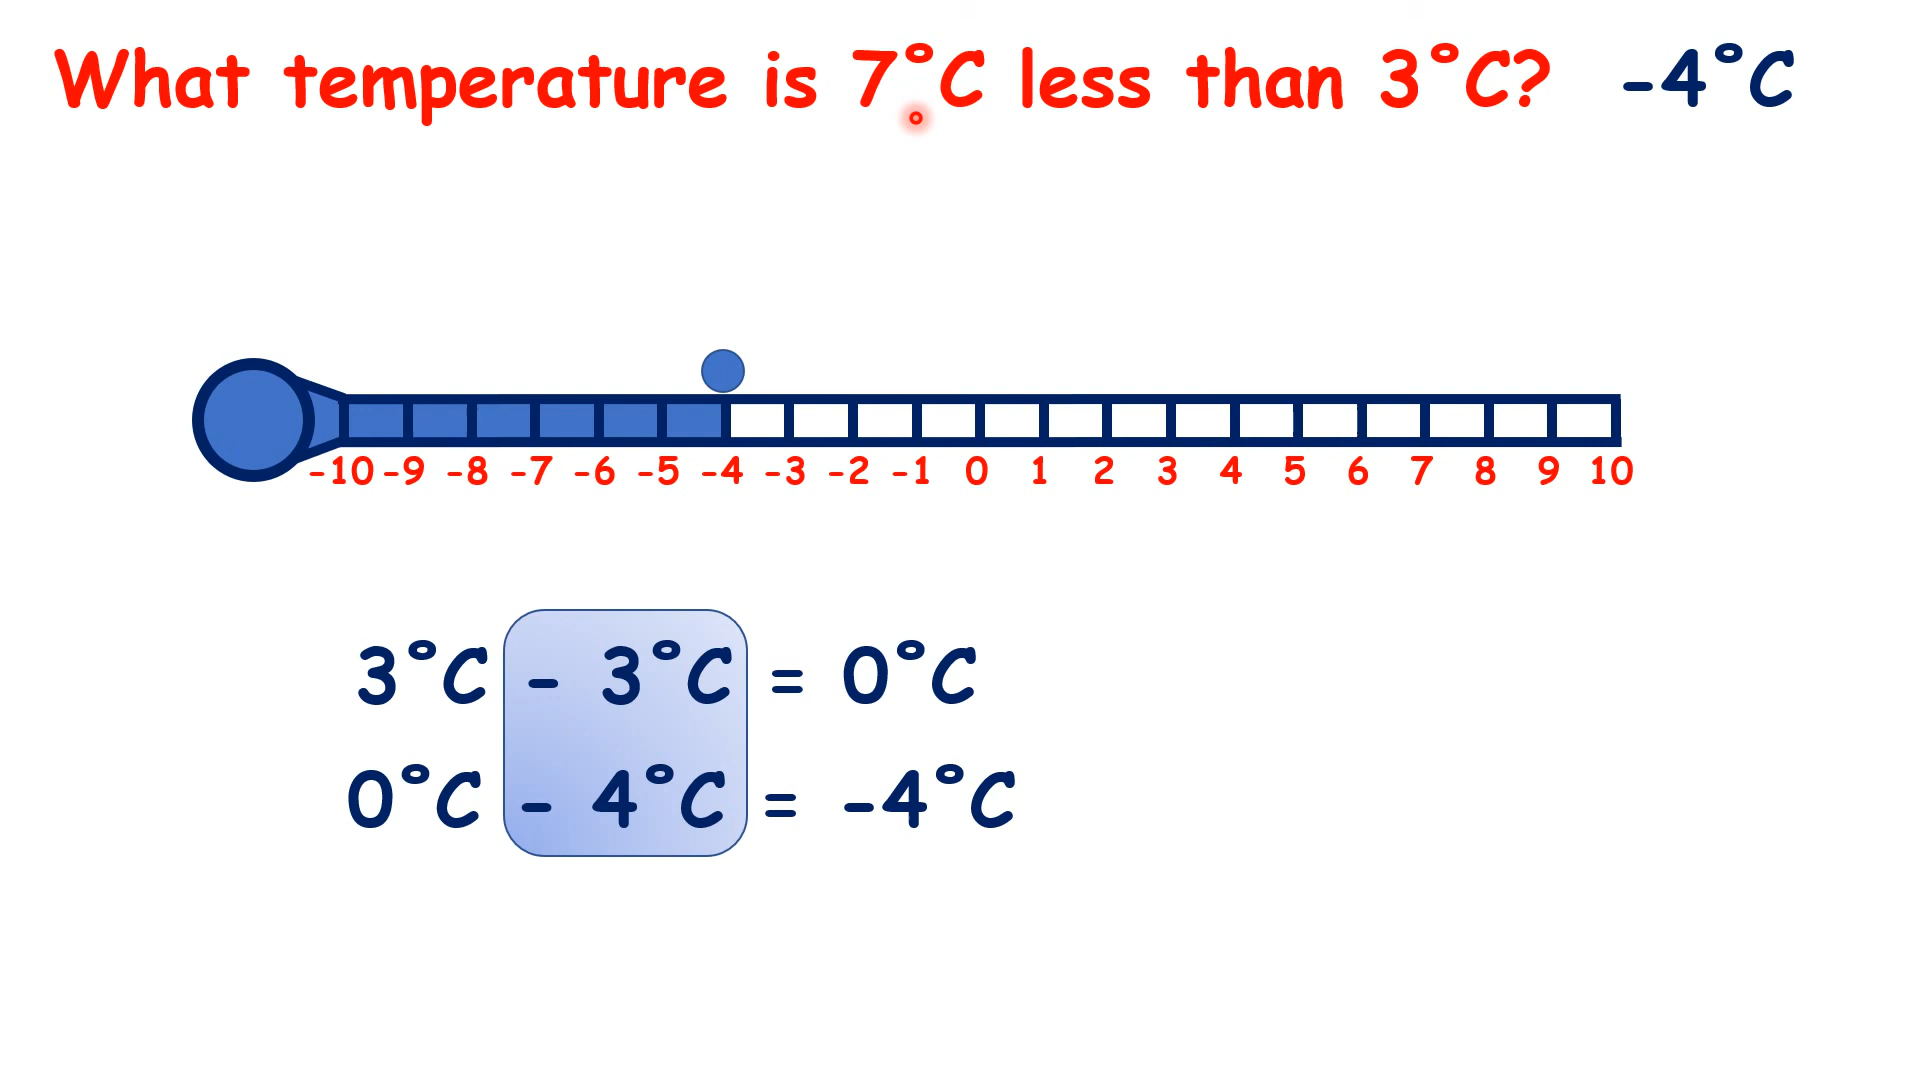 What temperature is 7°C less than 3°C? -4°C
-10 -9 -8 -7 -6 -5 -4 -3 -2 -1 0 1 2 3 4 5 6 7 8 9 10
3°C - 3°C = 0°C
0°C - 4°C = -4°C